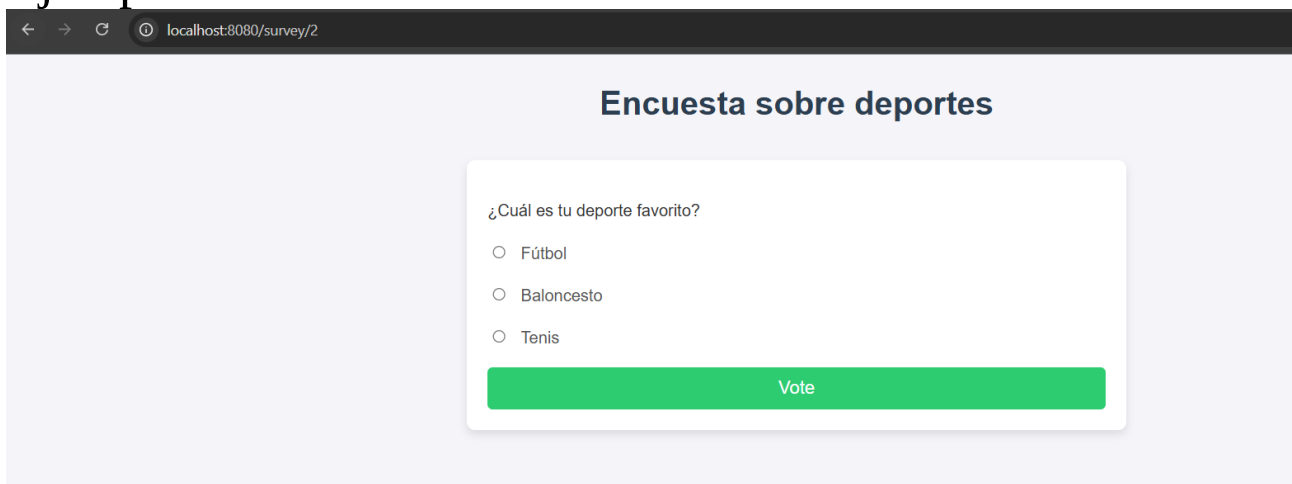 localhost:8080/survey/2
Encuesta sobre deportes
¿Cuál es tu deporte favorito?
Fútbol
Baloncesto
Tenis
Vote